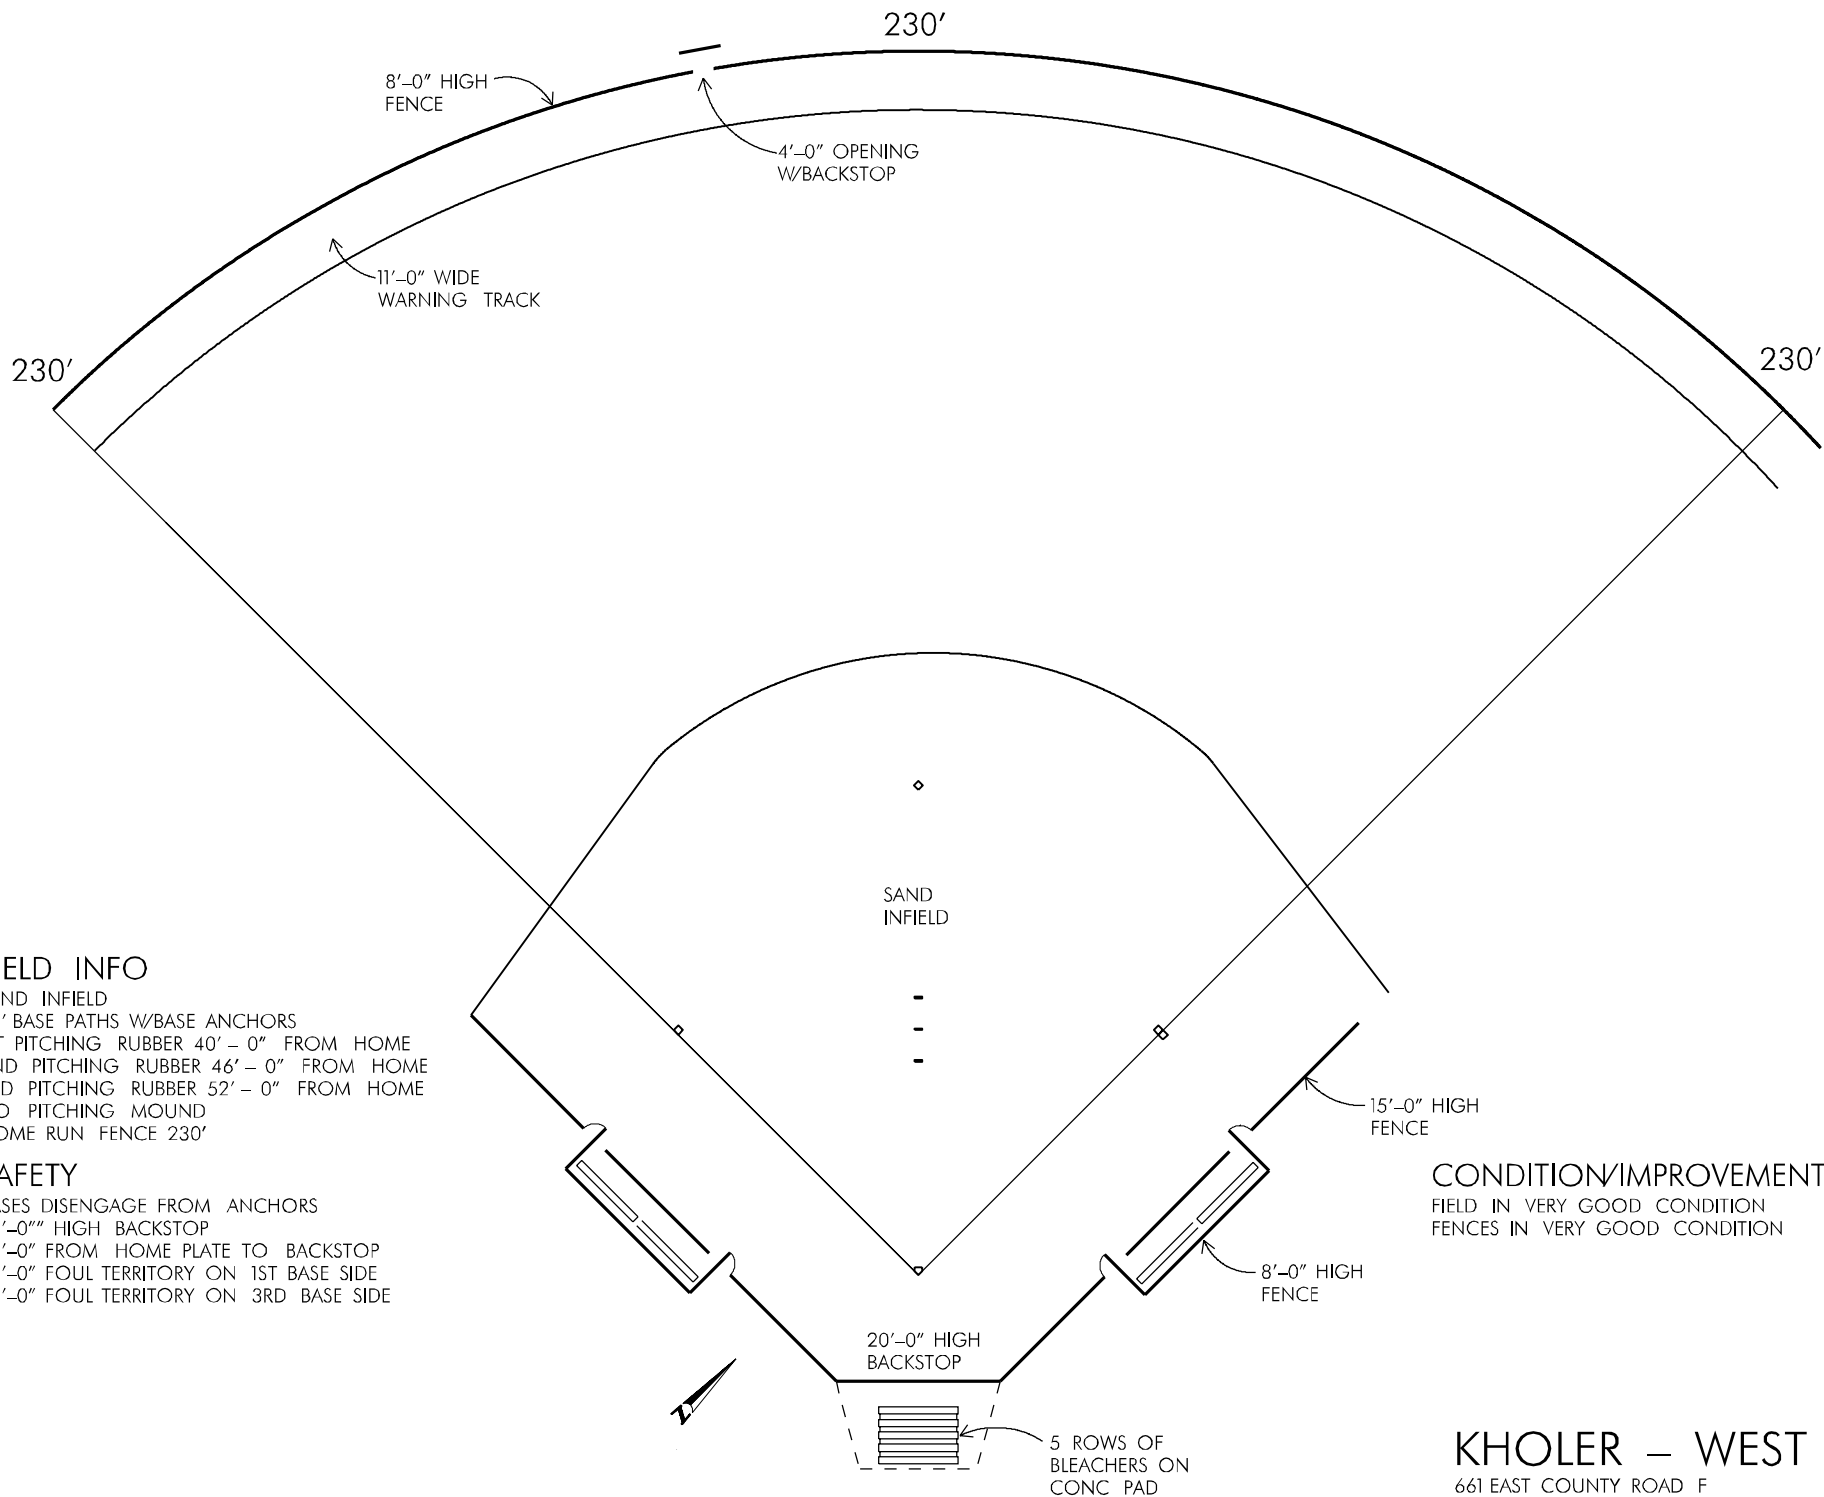 230'
8'–0" HIGH
FENCE
4'–0" OPENING
W/BACKSTOP
11'–0" WIDE
WARNING TRACK
230'
230'
SAND
INFIELD
ELD INFO
ND INFIELD
' BASE PATHS W/BASE ANCHORS
T PITCHING RUBBER 40' – 0" FROM HOME
ND PITCHING RUBBER 46' – 0" FROM HOME
D PITCHING RUBBER 52' – 0" FROM HOME
O PITCHING MOUND
OME RUN FENCE 230'
AFETY
ASES DISENGAGE FROM ANCHORS
'–0"" HIGH BACKSTOP
'–0" FROM HOME PLATE TO BACKSTOP
'–0" FOUL TERRITORY ON 1ST BASE SIDE
'–0" FOUL TERRITORY ON 3RD BASE SIDE
15'–0" HIGH
FENCE
CONDITION/IMPROVEMENT
FIELD IN VERY GOOD CONDITION
FENCES IN VERY GOOD CONDITION
8'–0" HIGH
FENCE
20'–0" HIGH
BACKSTOP
N
5 ROWS OF
BLEACHERS ON
CONC PAD
KHOLER – WEST
661 EAST COUNTY ROAD F